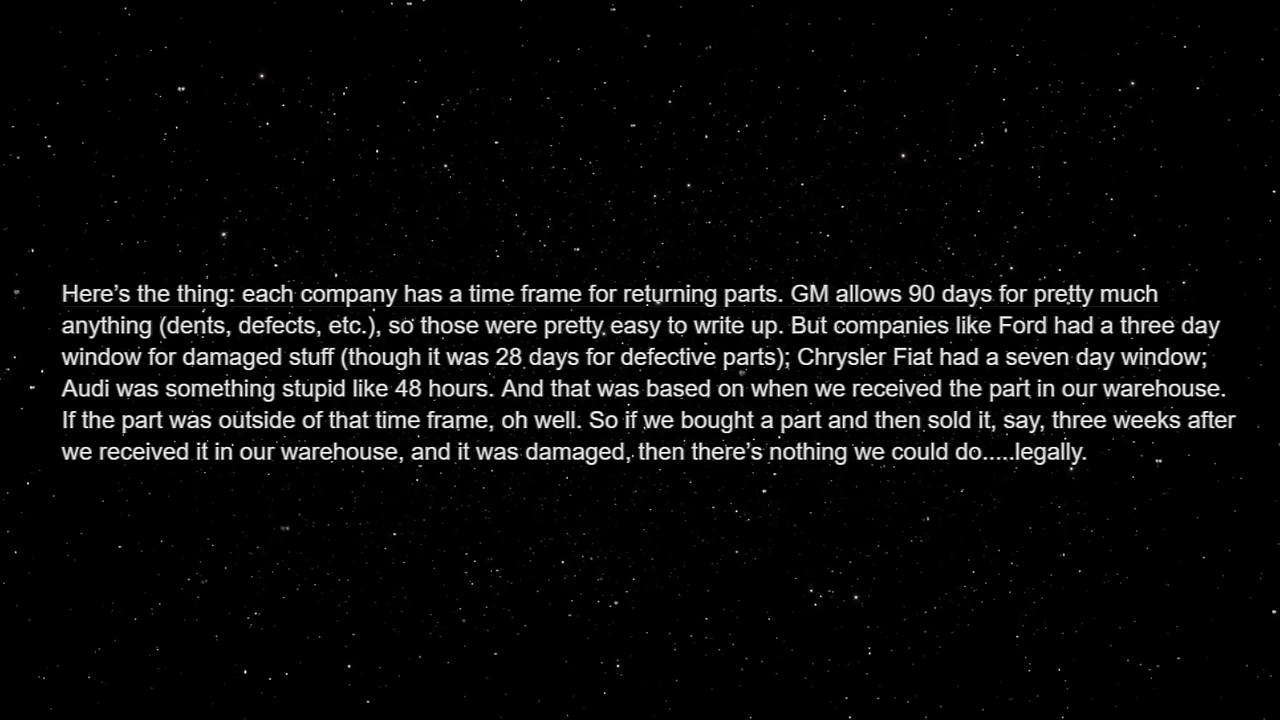 Here’s the thing: each company has a time frame for returning parts. GM allows 90 days for pretty much
anything (dents, defects, etc.), so those were pretty easy to write up. But companies like Ford had a three day
window for damaged stuff (though it was 28 days for defective parts); Chrysler Fiat had a seven day window;
Audi was something stupid like 48 hours. And that was based on when we received the part in our warehouse.
If the part was outside of that time frame, oh well. So if we bought a part and then sold it, say, three weeks after
we received it in our warehouse, and it was damaged, then there’s nothing we could do.....legally.